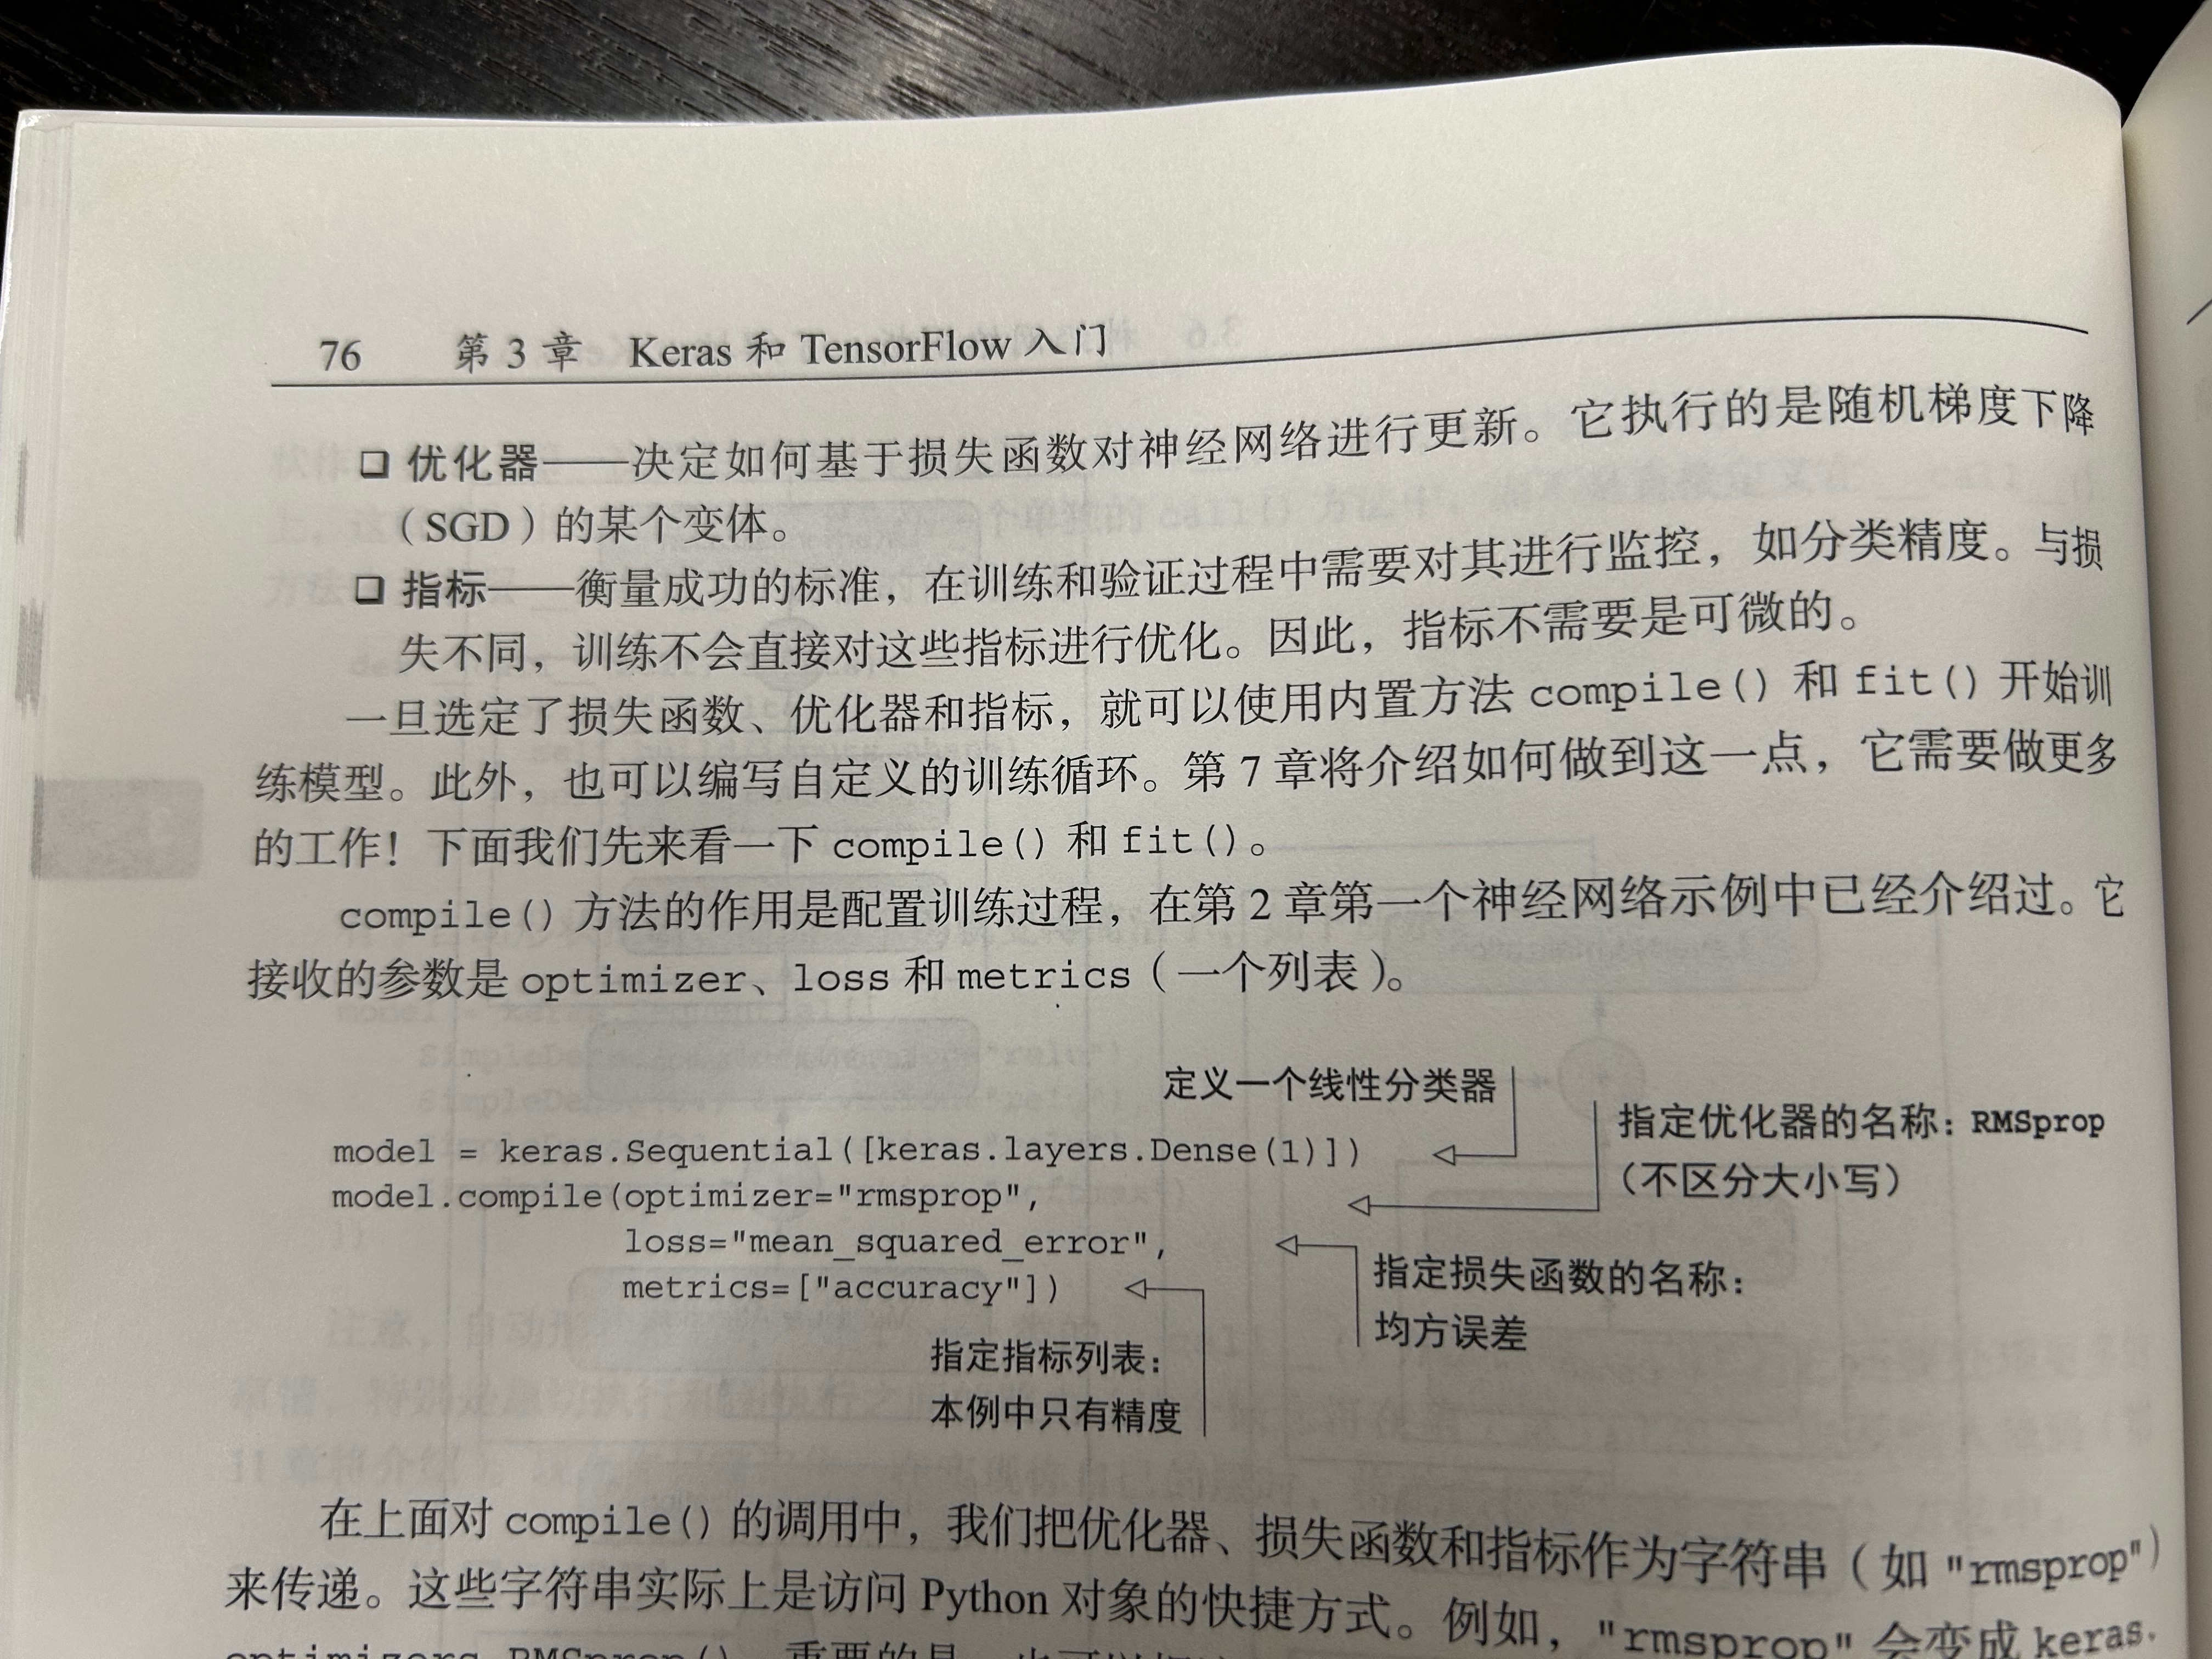 76 第 3 章 Keras 和 TensorFlow 入门
❑ 优化器——决定如何基于损失函数对神经网络进行更新。它执行的是随机梯度下降
（SGD）的某个变体。
❑ 指标——衡量成功的标准，在训练和验证过程中需要对其进行监控，如分类精度。与损
失不同，训练不会直接对这些指标进行优化。因此，指标不需要是可微的。
一旦选定了损失函数、优化器和指标，就可以使用内置方法 compile() 和 fit() 开始训
练模型。此外，也可以编写自定义的训练循环。第 7 章将介绍如何做到这一点，它需要做更多
的工作！下面我们先来看一下 compile() 和 fit()。
compile() 方法的作用是配置训练过程，在第 2 章第一个神经网络示例中已经介绍过。它
接收的参数是 optimizer、loss 和 metrics（一个列表）。
定义一个线性分类器
指定优化器的名称：RMSprop
（不区分大小写）
model = keras.Sequential([keras.layers.Dense(1)])
model.compile(optimizer="rmsprop",
loss="mean_squared_error",
metrics=["accuracy"])
指定损失函数的名称：
均方误差
指定指标列表：
本例中只有精度
在上面对 compile() 的调用中，我们把优化器、损失函数和指标作为字符串（如 "rmsprop"）
来传递。这些字符串实际上是访问 Python 对象的快捷方式。例如，"rmsprop" 会变成 keras.
optimizers.RMSprop()。重要的是，也可以